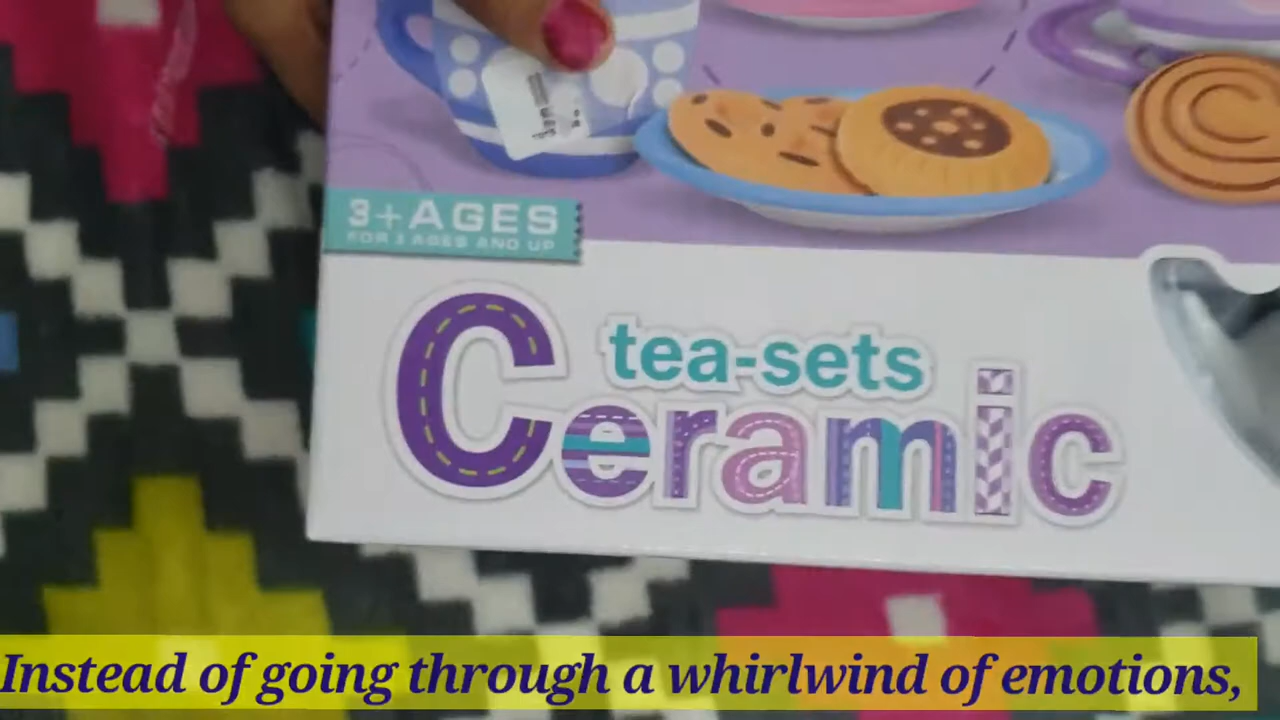 3+AGES
FOR 3 AGES AND UP
tea-sets
Ceramic
Instead of going through a whirlwind of emotions,